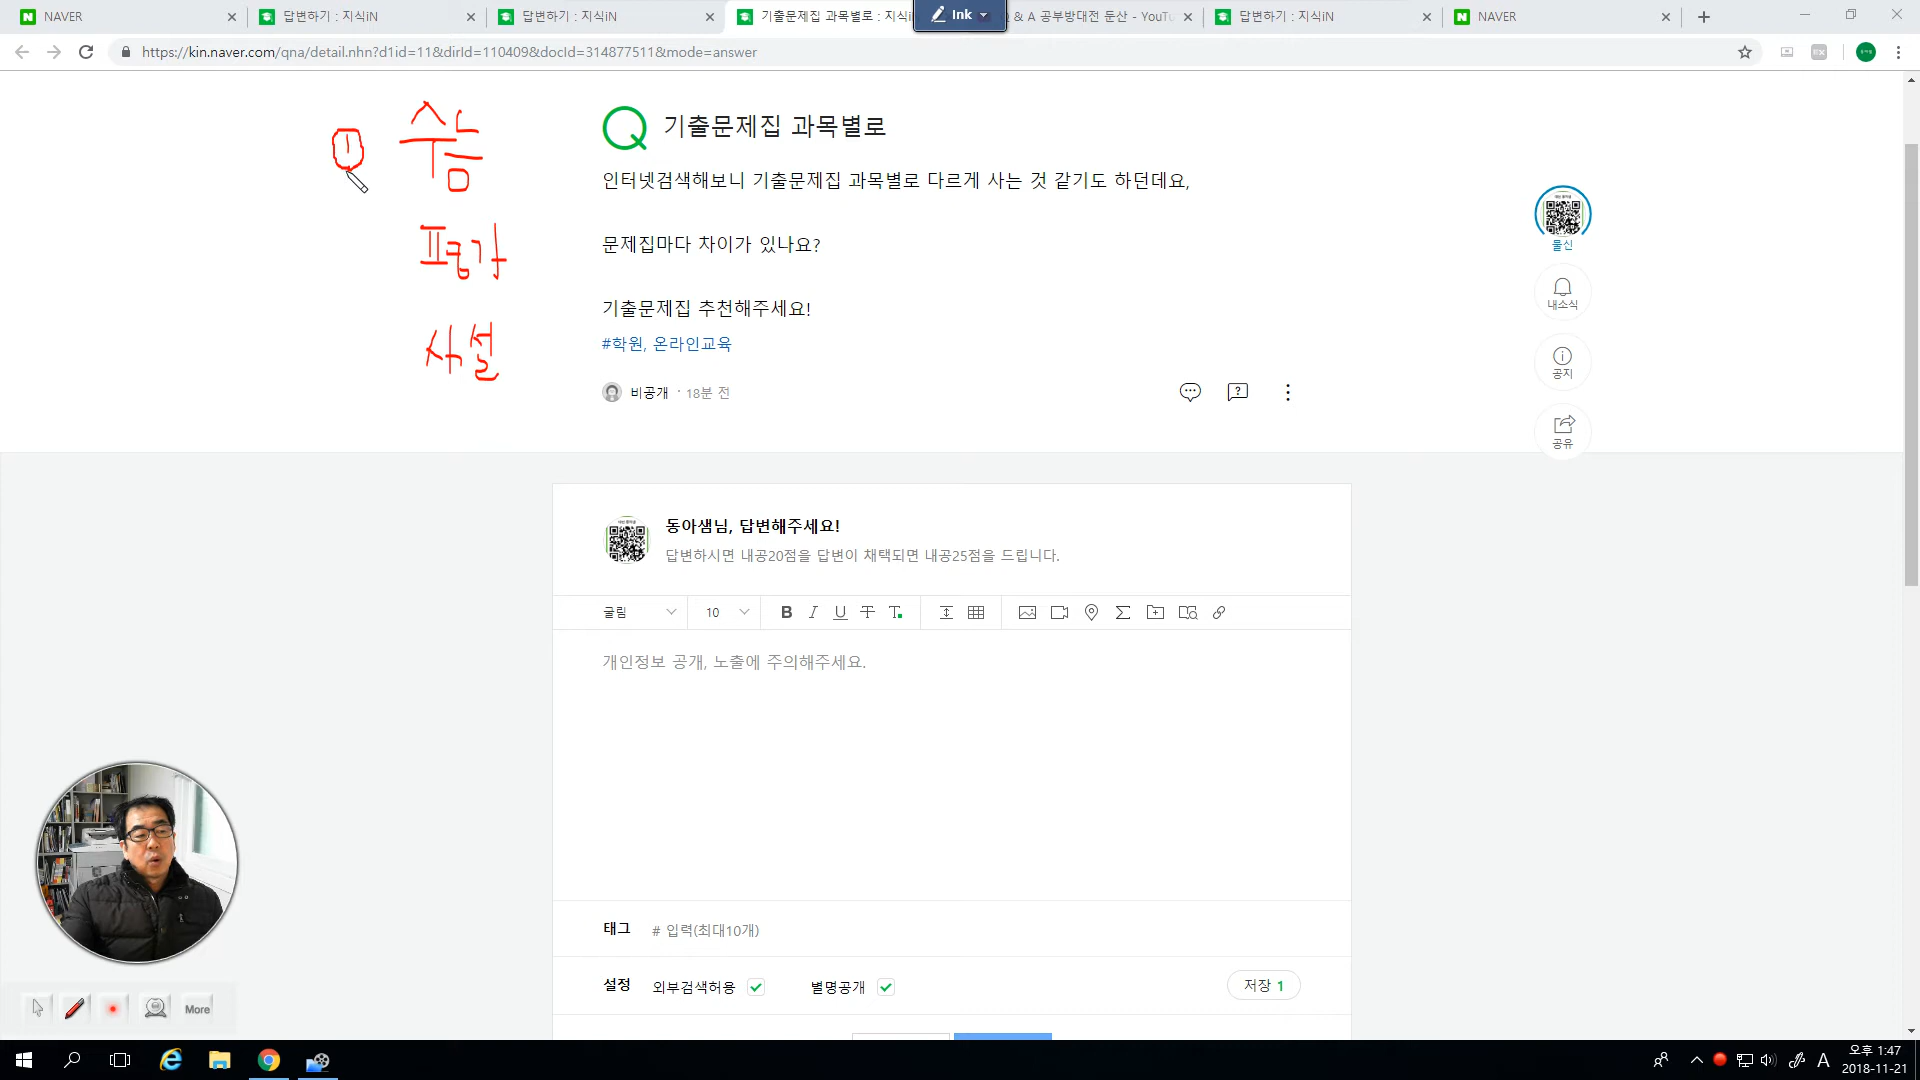 NAVER
답변하기 : 지식iN
답변하기 : 지식iN
기출문제집 과목별로 : 지식iN
Ink
& A 공부방대전 둔산 - YouTu
답변하기 : 지식iN
NAVER
https://kin.naver.com/qna/detail.nhn?d1id=11&dirId=110409&docId=314877511&mode=answer
① 수능
평가
사설
기출문제집 과목별로
인터넷검색해보니 기출문제집 과목별로 다르게 사는 것 같기도 하던데요,
문제집마다 차이가 있나요?
기출문제집 추천해주세요!
#학원, 온라인교육
비공개 · 18분 전
물신
내소식
공지
공유
동아샘님, 답변해주세요!
답변하시면 내공20점을 답변이 채택되면 내공25점을 드립니다.
굴림 10 B I U T T
개인정보 공개, 노출에 주의해주세요.
태그 # 입력(최대10개)
설정 외부검색허용 별명공개 저장 1
More
A 오후 1:47
2018-11-21